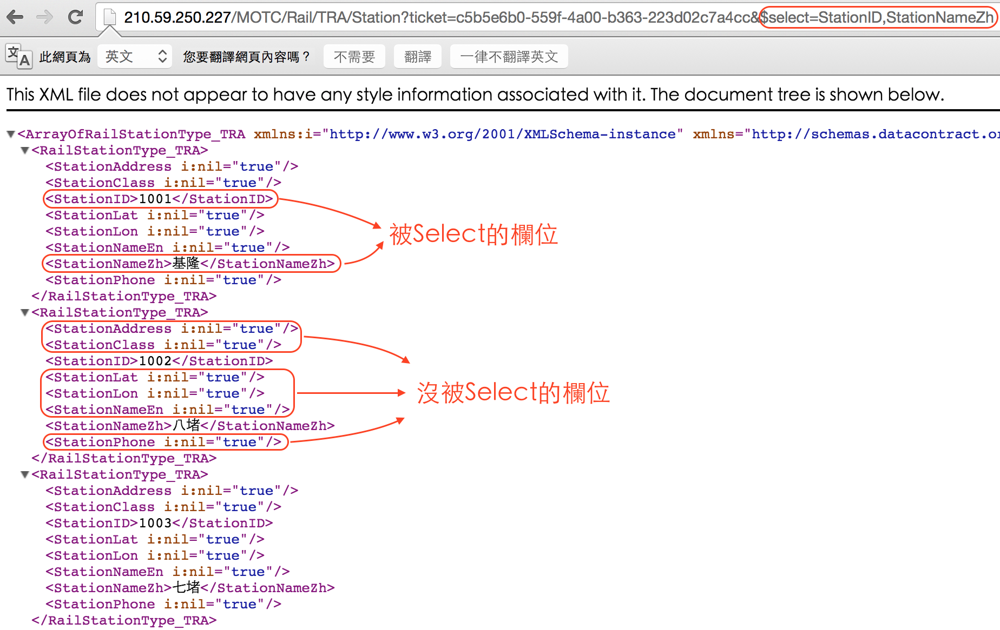 210.59.250.227/MOTC/Rail/TRA/Station?ticket=c5b5e6b0-559f-4a00-b363-223d02c7a4cc&$select=StationID,StationNameZh
此網頁為 英文 您要翻譯網頁內容嗎？ 不需要 翻譯 一律不翻譯英文
This XML file does not appear to have any style information associated with it. The document tree is shown below.
▼<ArrayOfRailStationType_TRA xmlns:i="http://www.w3.org/2001/XMLSchema-instance" xmlns="http://schemas.datacontract.or
▼<RailStationType_TRA>
<StationAddress i:nil="true"/>
<StationClass i:nil="true"/>
<StationID>1001</StationID>
<StationLat i:nil="true"/>
<StationLon i:nil="true"/>
被Select的欄位
<StationNameEn i:nil="true"/>
<StationNameZh>基隆</StationNameZh>
<StationPhone i:nil="true"/>
</RailStationType_TRA>
▼<RailStationType_TRA>
<StationAddress i:nil="true"/>
<StationClass i:nil="true"/>
<StationID>1002</StationID>
<StationLat i:nil="true"/>
<StationLon i:nil="true"/>
沒被Select的欄位
<StationNameEn i:nil="true"/>
<StationNameZh>八堵</StationNameZh>
<StationPhone i:nil="true"/>
</RailStationType_TRA>
▼<RailStationType_TRA>
<StationAddress i:nil="true"/>
<StationClass i:nil="true"/>
<StationID>1003</StationID>
<StationLat i:nil="true"/>
<StationLon i:nil="true"/>
<StationNameEn i:nil="true"/>
<StationNameZh>七堵</StationNameZh>
<StationPhone i:nil="true"/>
</RailStationType_TRA>